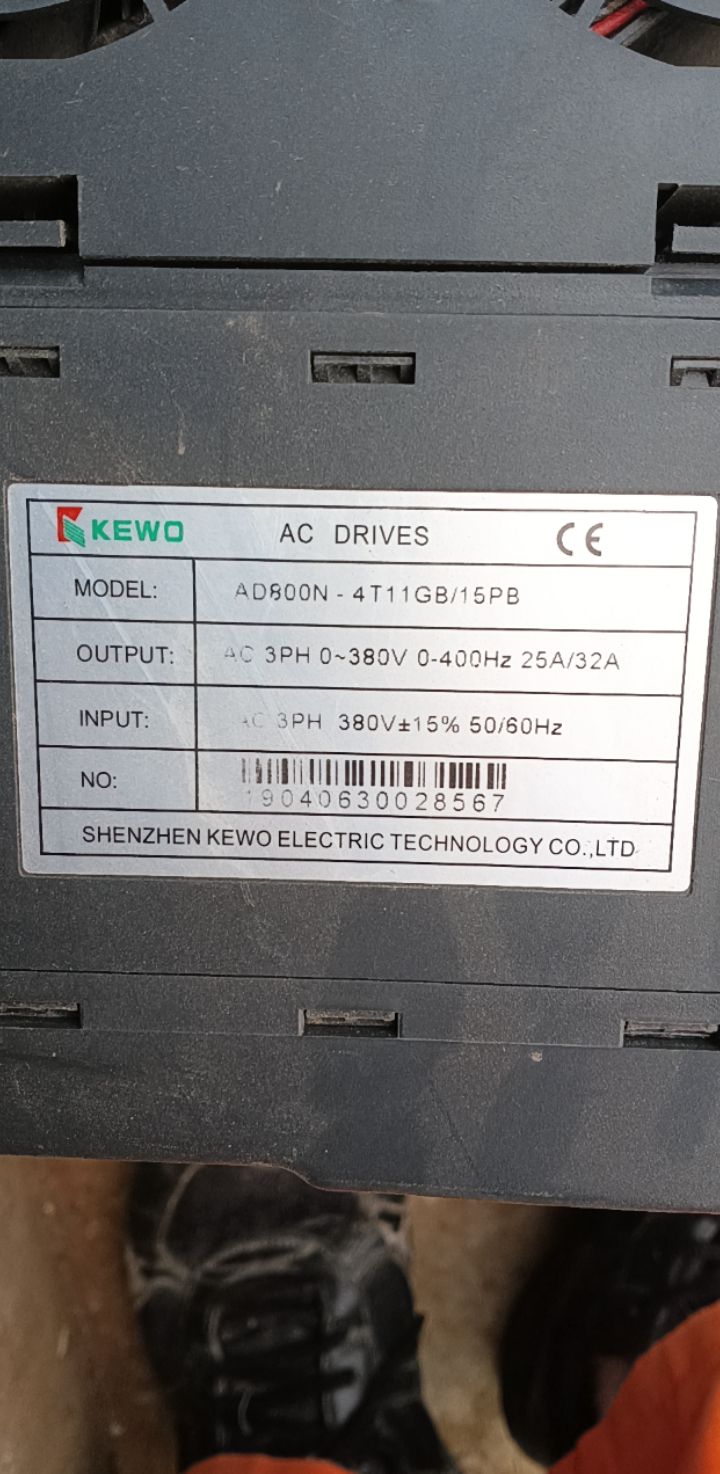 KEWO AC DRIVES CE
MODEL: AD800N - 4T11GB/15PB
OUTPUT: AC 3PH 0~380V 0-400Hz 25A/32A
INPUT: AC 3PH 380V±15% 50/60Hz
NO:
19040630028567
SHENZHEN KEWO ELECTRIC TECHNOLOGY CO.,LTD